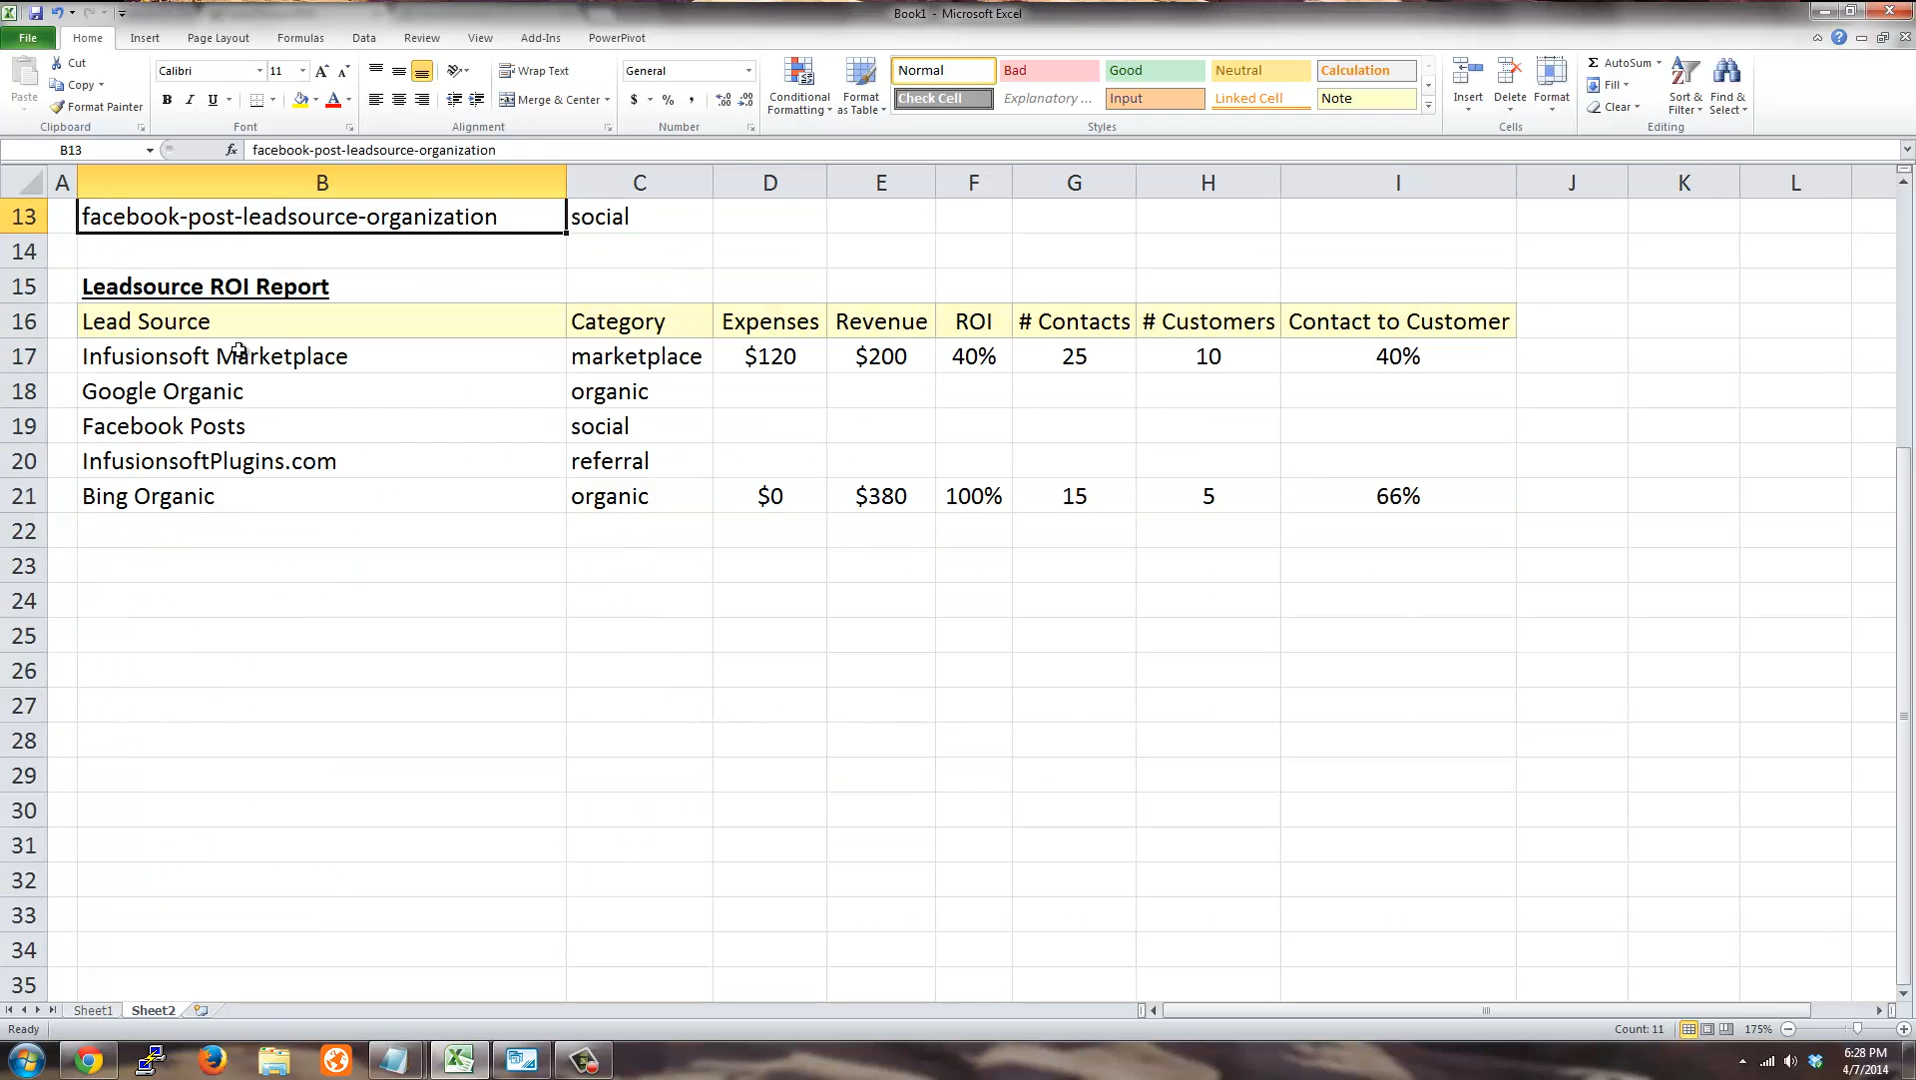 Book1 - Microsoft Excel
File Home Insert Page Layout Formulas Data Review View Add-Ins PowerPivot
Paste
Cut
Copy
Format Painter
Clipboard
Calibri 11
B I U
Font
Wrap Text
Merge & Center
Alignment
General
$ % ,
Number
Conditional Formatting
Format as Table
Normal Bad Good Neutral Calculation
Check Cell Explanatory ... Input Linked Cell Note
Styles
Insert Delete Format
Cells
Σ AutoSum
Fill
Clear
Sort & Filter
Find & Select
Editing
B13 fx facebook-post-leadsource-organization
A B C D E F G H I J K L
13 facebook-post-leadsource-organization social
14
15 Leadsource ROI Report
16 Lead Source Category Expenses Revenue ROI # Contacts # Customers Contact to Customer
17 Infusionsoft Marketplace marketplace $120 $200 40% 25 10 40%
18 Google Organic organic
19 Facebook Posts social
20 InfusionsoftPlugins.com referral
21 Bing Organic organic $0 $380 100% 15 5 66%
22
23
24
25
26
27
28
29
30
31
32
33
34
35
Sheet1 Sheet2
Ready Count: 11 175%
6:28 PM
4/7/2014